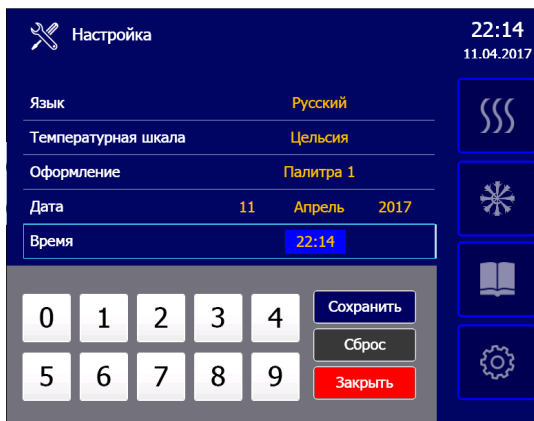 Настройка
22:14
11.04.2017
Язык Русский
Температурная шкала Цельсия
Оформление Палитра 1
Дата 11 Апрель 2017
Время 22:14
0 1 2 3 4 Сохранить
Сброс
5 6 7 8 9 Закрыть